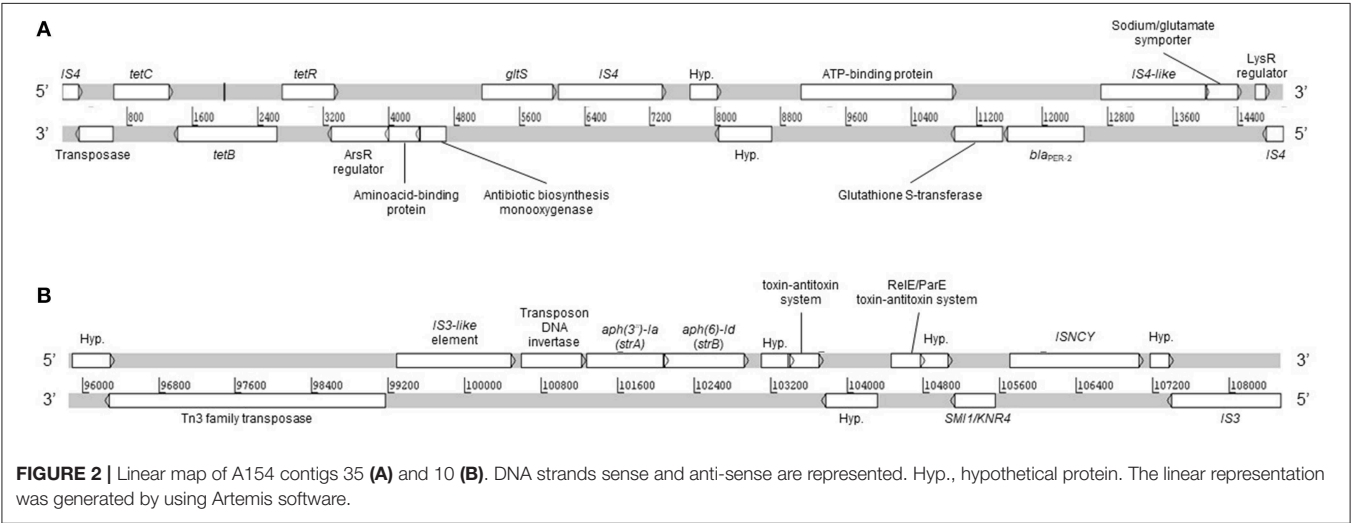 A
Sodium/glutamate
symporter
IS4 tetC tetR gltS IS4 Hyp. ATP-binding protein IS4-like LysR
regulator
5' 3'
800 1600 2400 3200 4000 4800 5600 6400 7200 8000 8800 9600 10400 11200 12000 12800 13600 14400
3' 5'
Transposase tetB ArsR
regulator Hyp. blaPER-2 IS4
Aminoacid-binding
protein
Antibiotic biosynthesis
monooxygenase
Glutathione S-transferase
B
toxin-antitoxin
system
RelE/ParE
toxin-antitoxin system
Hyp. IS3-like
element Transposon
DNA
invertase aph(3")-Ia
(strA) aph(6)-Id
(strB) Hyp. Hyp. ISNCY Hyp.
5' 3'
96000 96800 97600 98400 99200 100000 100800 101600 102400 103200 104000 104800 105600 106400 107200 108000
3' 5'
Tn3 family transposase Hyp. SMI1/KNR4 IS3
FIGURE 2 | Linear map of A154 contigs 35 (A) and 10 (B). DNA strands sense and anti-sense are represented. Hyp., hypothetical protein. The linear representation
was generated by using Artemis software.